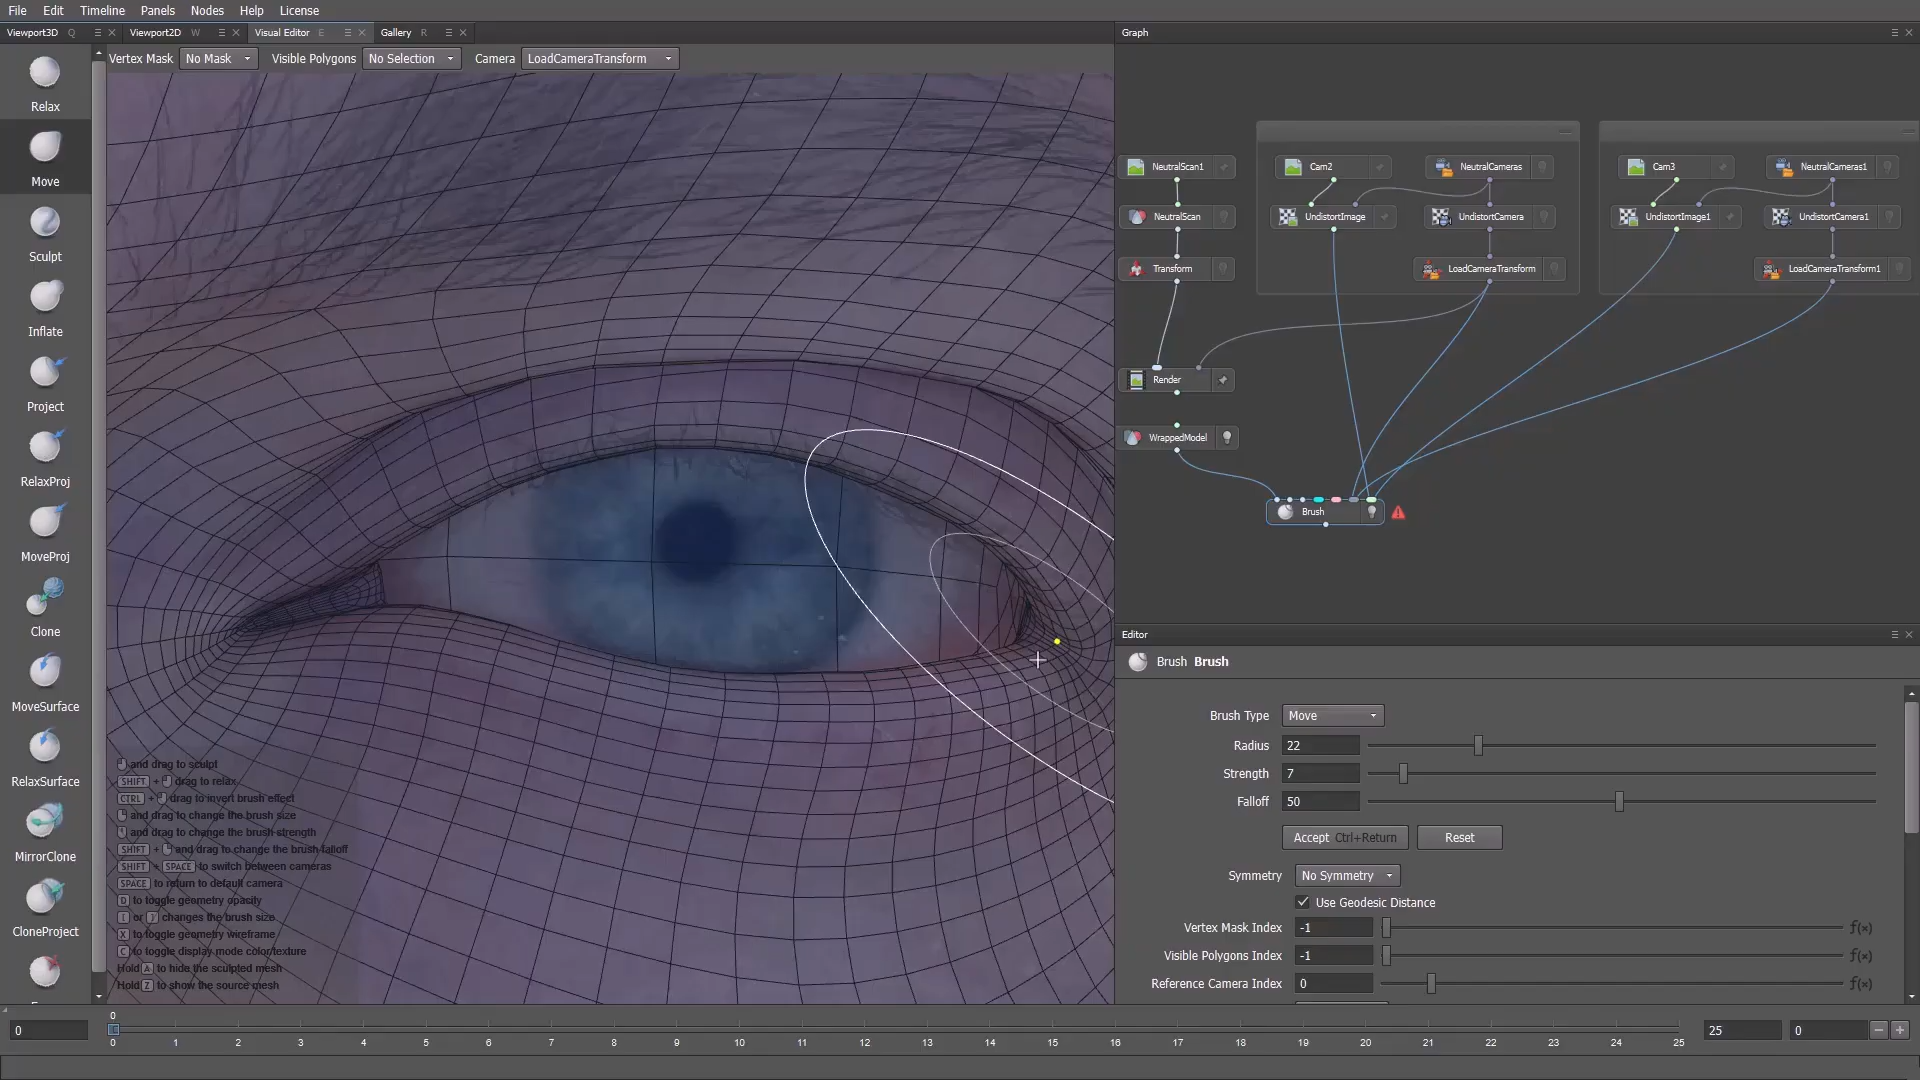 File Edit Timeline Panels Nodes Help License
Viewport3D Q Viewport2D W Visual Editor E Gallery R Graph
Vertex Mask No Mask Visible Polygons No Selection Camera LoadCameraTransform
Relax
Move
Sculpt
Inflate
Project
RelaxProj
MoveProj
Clone
MoveSurface
RelaxSurface
MirrorClone
CloneProject
and drag to sculpt
SHIFT + drag to relax
CTRL + drag to invert brush effect
and drag to change the brush size
and drag to change the brush strength
SHIFT + and drag to change the brush falloff
SHIFT + SPACE to switch between cameras
SPACE to return to default camera
D to toggle geometry opacity
[ or ] changes the brush size
X to toggle geometry wireframe
C to toggle display mode color/texture
Hold A to hide the sculpted mesh
Hold Z to show the source mesh
NeutralScan1 Cam2 NeutralCameras Cam3 NeutralCameras1
NeutralScan UndistortImage UndistortCamera UndistortImage1 UndistortCamera1
Transform LoadCameraTransform LoadCameraTransform1
Render
WrappedModel
Brush
Editor
Brush Brush
Brush Type Move
Radius 22
Strength 7
Falloff 50
Accept Ctrl+Return Reset
Symmetry No Symmetry
Use Geodesic Distance
Vertex Mask Index -1 f(x)
Visible Polygons Index -1 f(x)
Reference Camera Index 0 f(x)
0
0 25 0
0 1 2 3 4 5 6 7 8 9 10 11 12 13 14 15 16 17 18 19 20 21 22 23 24 25